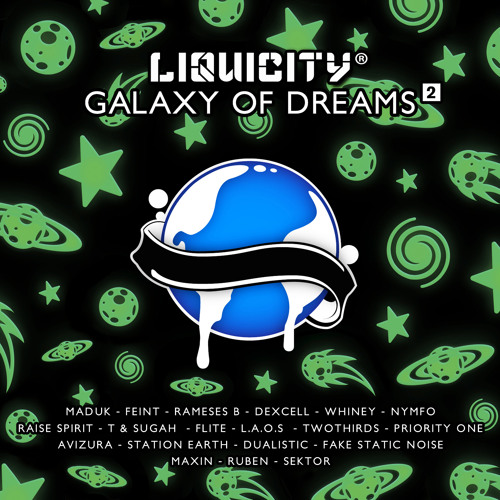 LIQUICITY®
GALAXY OF DREAMS 2
MADUK - FEINT - RAMESES B - DEXCELL - WHINEY - NYMFO
RAISE SPIRIT - T & SUGAH - FLITE - L.A.O.S - TWOTHIRDS - PRIORITY ONE
AVIZURA - STATION EARTH - DUALISTIC - FAKE STATIC NOISE
MAXIN - RUBEN - SEKTOR